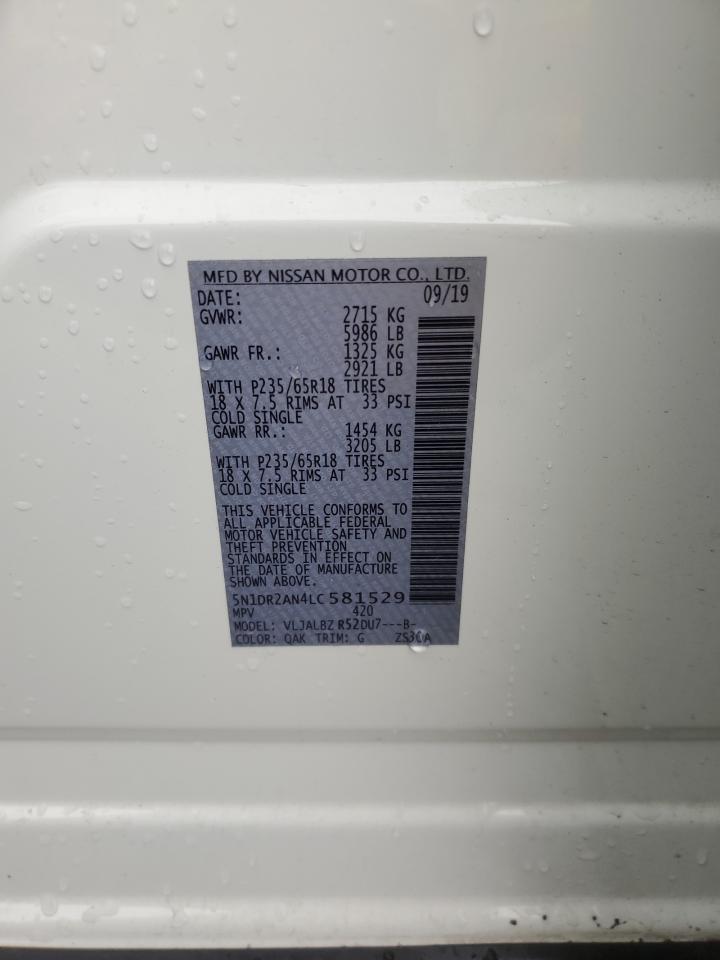 MFD BY NISSAN MOTOR CO., LTD.
DATE: 09/19
GVWR: 2715 KG
5986 LB
GAWR FR.: 1325 KG
2921 LB
WITH P235/65R18 TIRES
18 X 7.5 RIMS AT 33 PSI
COLD SINGLE
GAWR RR.: 1454 KG
3205 LB
WITH P235/65R18 TIRES
18 X 7.5 RIMS AT 33 PSI
COLD SINGLE
THIS VEHICLE CONFORMS TO
ALL APPLICABLE FEDERAL
MOTOR VEHICLE SAFETY AND
THEFT PREVENTION
STANDARDS IN EFFECT ON
THE DATE OF MANUFACTURE
SHOWN ABOVE.
5N1DR2AN4LC581529
MPV 420
MODEL: VLJALBZ R52DU7---B-
COLOR: QAK TRIM: G